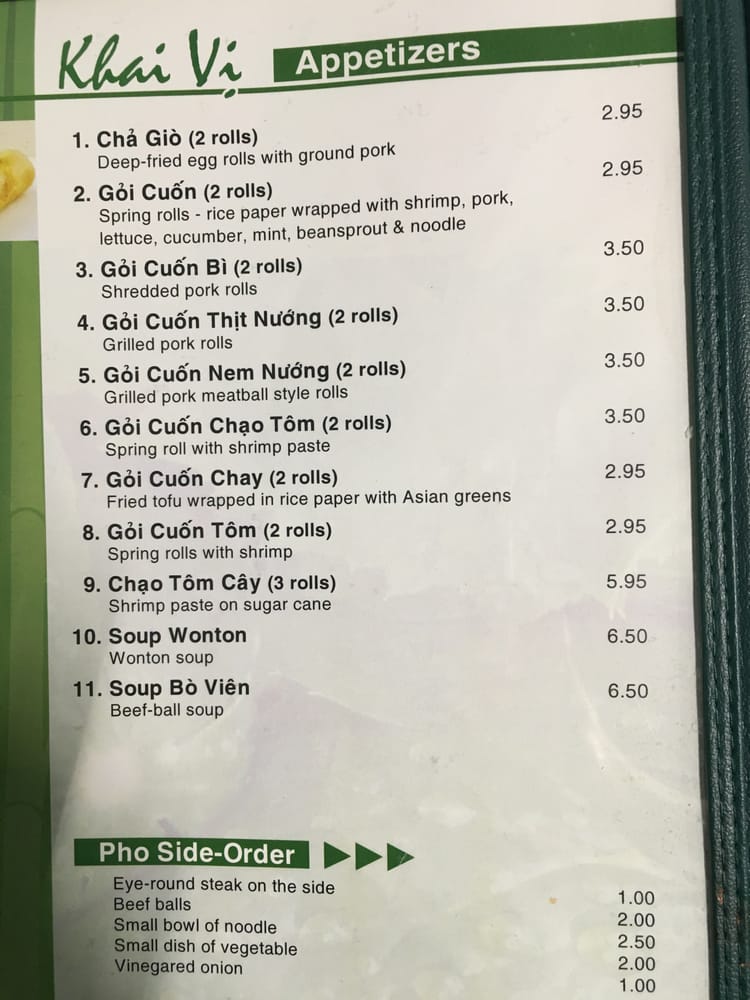 Khai Vị Appetizers
1. Chả Giò (2 rolls) 2.95
Deep-fried egg rolls with ground pork
2. Gỏi Cuốn (2 rolls) 2.95
Spring rolls - rice paper wrapped with shrimp, pork,
lettuce, cucumber, mint, beansprout & noodle
3. Gỏi Cuốn Bì (2 rolls) 3.50
Shredded pork rolls
4. Gỏi Cuốn Thịt Nướng (2 rolls) 3.50
Grilled pork rolls
5. Gỏi Cuốn Nem Nướng (2 rolls) 3.50
Grilled pork meatball style rolls
6. Gỏi Cuốn Chạo Tôm (2 rolls) 3.50
Spring roll with shrimp paste
7. Gỏi Cuốn Chay (2 rolls) 2.95
Fried tofu wrapped in rice paper with Asian greens
8. Gỏi Cuốn Tôm (2 rolls) 2.95
Spring rolls with shrimp
9. Chạo Tôm Cây (3 rolls) 5.95
Shrimp paste on sugar cane
10. Soup Wonton 6.50
Wonton soup
11. Soup Bò Viên 6.50
Beef-ball soup
Pho Side-Order
Eye-round steak on the side 1.00
Beef balls 2.00
Small bowl of noodle 2.50
Small dish of vegetable 2.00
Vinegared onion 1.00